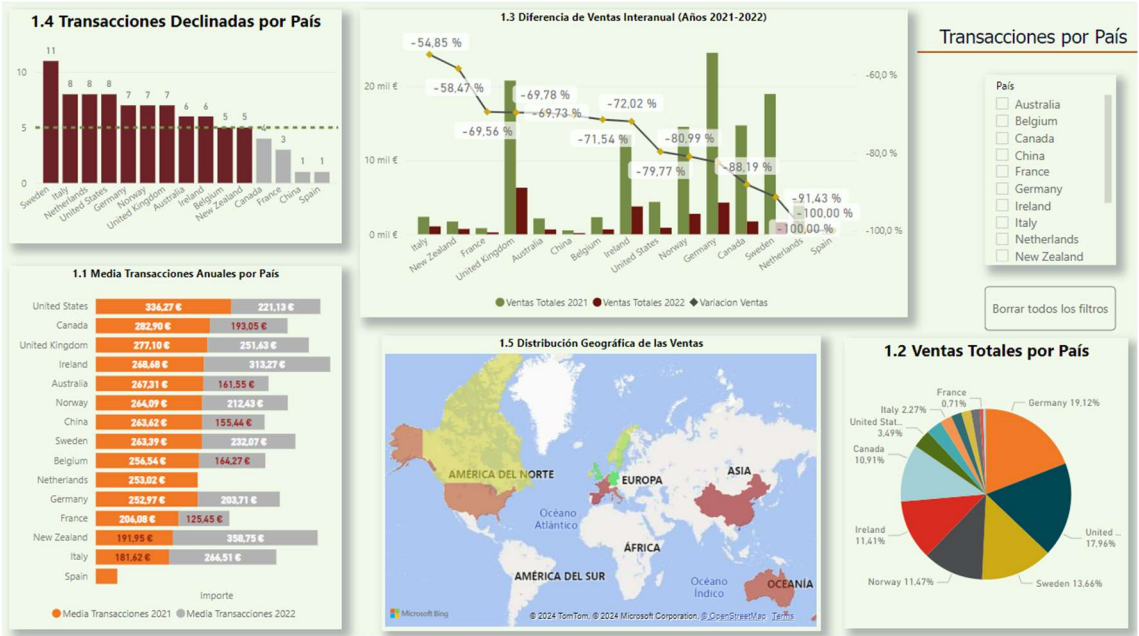 1.4 Transacciones Declinadas por País
11
8
8
8
7
7
7
6
6
5
5
4
3
1
1
10
5
0
Sweden
Italy
Netherlands
United States
Germany
Norway
United Kingdom
Australia
Ireland
Belgium
New Zealand
Canada
France
China
Spain
1.3 Diferencia de Ventas Interanual (Años 2021-2022)
20 mil €
10 mil €
0 mil €
-54,85 %
-58,47 %
-69,56 %
-69,78 %
-69,73 %
-71,54 %
-72,02 %
-79,77 %
-80,99 %
-88,19 %
-91,43 %
-100,00 %
-100,00 %
-60,0 %
-80,0 %
-100,0 %
Italy
New Zealand
France
United Kingdom
Australia
China
Belgium
Ireland
United States
Norway
Germany
Canada
Sweden
Netherlands
Spain
Ventas Totales 2021 Ventas Totales 2022 Variacion Ventas
Transacciones por País
País
Australia
Belgium
Canada
China
France
Germany
Ireland
Italy
Netherlands
New Zealand
Borrar todos los filtros
1.1 Media Transacciones Anuales por País
United States 336,27 € 221,13 €
Canada 282,90 € 193,05 €
United Kingdom 277,10 € 251,63 €
Ireland 268,68 € 313,27 €
Australia 267,31 € 161,55 €
Norway 264,09 € 212,43 €
China 263,62 € 155,44 €
Sweden 263,39 € 232,07 €
Belgium 256,54 € 164,27 €
Netherlands 253,02 €
Germany 252,97 € 203,71 €
France 206,08 € 125,45 €
New Zealand 191,95 € 358,75 €
Italy 181,62 € 266,51 €
Spain
Importe
Media Transacciones 2021 Media Transacciones 2022
1.5 Distribución Geográfica de las Ventas
AMÉRICA DEL NORTE
EUROPA
ASIA
Océano
Atlántico
ÁFRICA
AMÉRICA DEL SUR
Océano
Índico
OCEANÍA
Microsoft Bing
© 2024 TomTom, © 2024 Microsoft Corporation, © OpenStreetMap Terms
1.2 Ventas Totales por País
France
0,71%
Italy 2,27%
United Stat...
3,49%
Canada
10,91%
Ireland
11,41%
Norway 11,47%
Sweden 13,66%
United ...
17,96%
Germany 19,12%